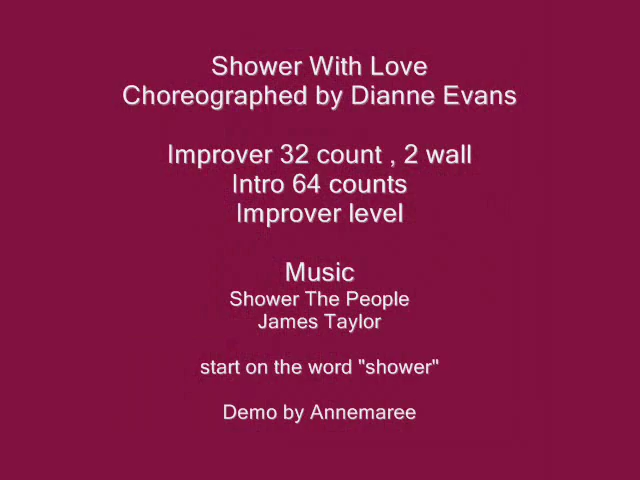 Shower With Love
Choreographed by Dianne Evans
Improver 32 count , 2 wall
Intro 64 counts
Improver level
Music
Shower The People
James Taylor
start on the word "shower"
Demo by Annemaree